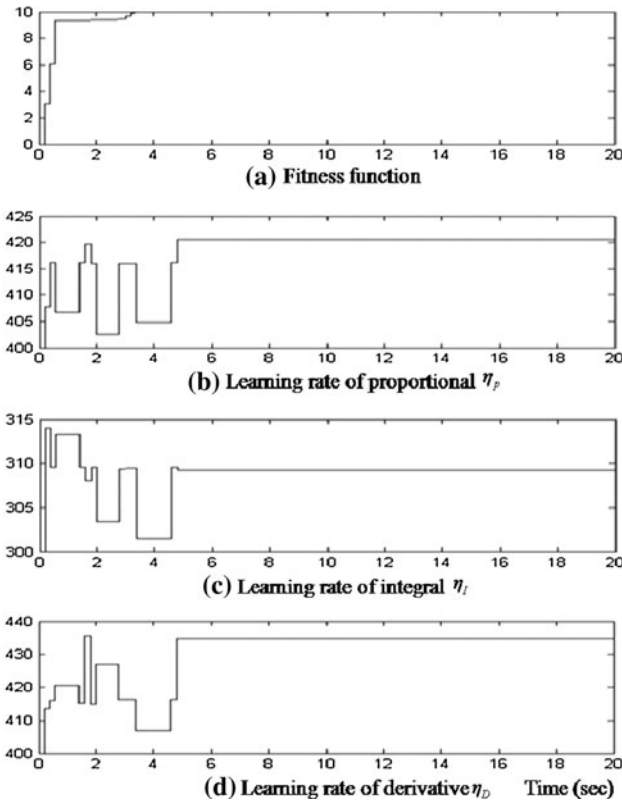 10
8
6
4
2
0
0 2 4 6 8 10 12 14 16 18 20
(a) Fitness function
425
420
415
410
405
400
0 2 4 6 8 10 12 14 16 18 20
(b) Learning rate of proportional η_P
315
310
305
300
0 2 4 6 8 10 12 14 16 18 20
(c) Learning rate of integral η_I
440
430
420
410
400
0 2 4 6 8 10 12 14 16 18 20
(d) Learning rate of derivative η_D Time (sec)